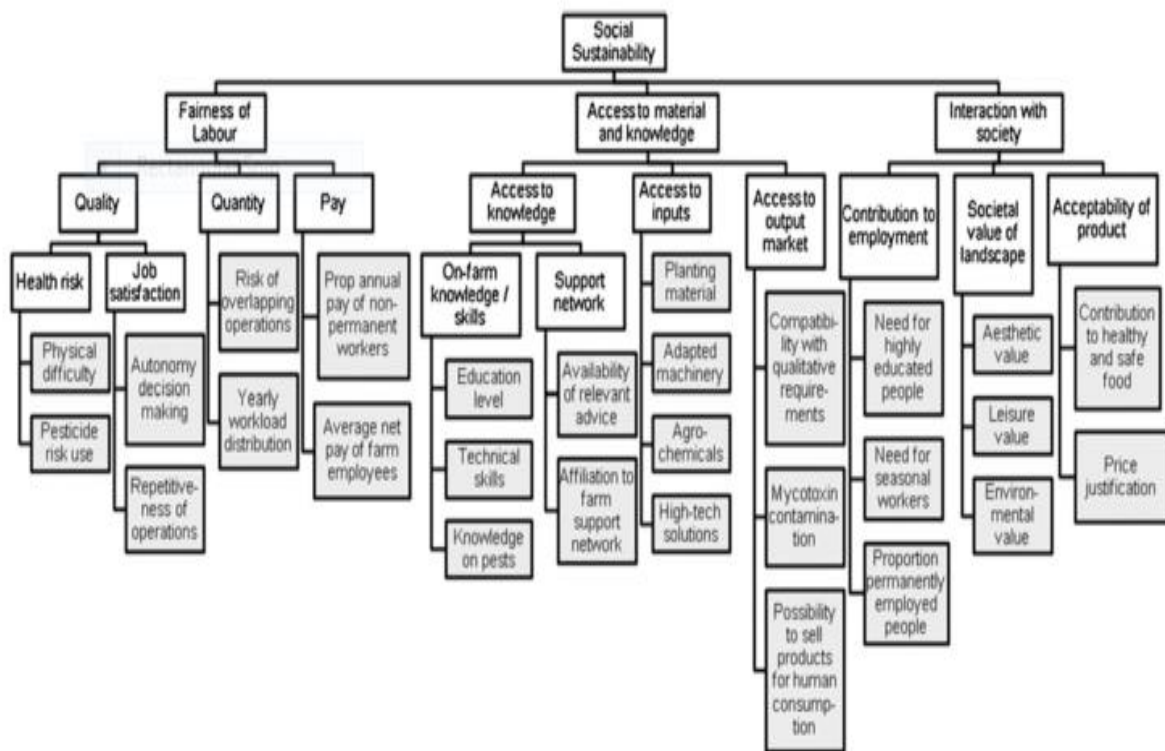 Social
Sustainability
Fairness of
Labour
Access to material
and knowledge
Interaction with
society
Rectangular Snip
Quality
Quantity
Pay
Access to
knowledge
Access to
inputs
Access to
output
market
Contribution to
employment
Societal
value of
landscape
Acceptability of
product
Health risk
Job
satisfaction
Risk of
overlapping
operations
Prop annual
pay of non-
permanent
workers
On-farm
knowledge /
skills
Support
network
Planting
material
Compatibi-
lity with
qualitative
require-
ments
Need for
highly
educated
people
Aesthetic
value
Contribution
to healthy
and safe
food
Physical
difficulty
Autonomy
decision
making
Yearly
workload
distribution
Average net
pay of farm
employees
Education
level
Availability
of relevant
advice
Adapted
machinery
Leisure
value
Pesticide
risk use
Technical
skills
Agro-
chemicals
Mycotoxin
contamina-
tion
Need for
seasonal
workers
Price
justification
Repetitive-
ness of
operations
Knowledge
on pests
Affiliation to
farm
support
network
High-tech
solutions
Environ-
mental
value
Possibility
to sell
products
for human
consump-
tion
Proportion
permanently
employed
people